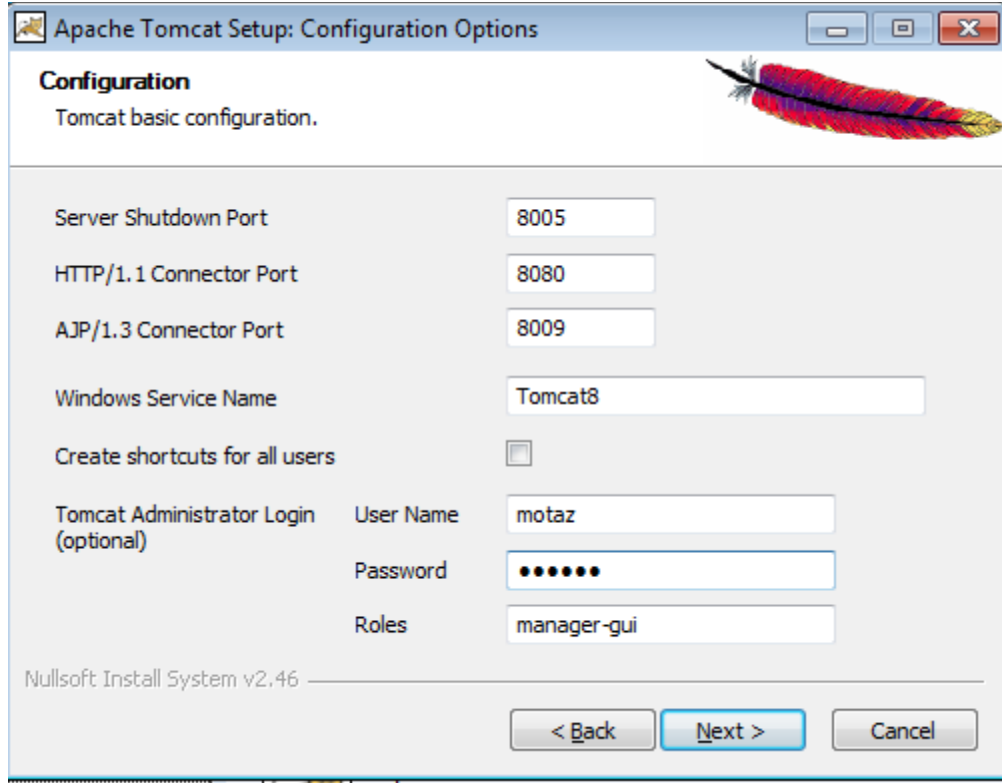 Apache Tomcat Setup: Configuration Options
Configuration
Tomcat basic configuration.
Server Shutdown Port 8005
HTTP/1.1 Connector Port 8080
AJP/1.3 Connector Port 8009
Windows Service Name Tomcat8
Create shortcuts for all users
Tomcat Administrator Login User Name motaz
(optional)
Password ••••••
Roles manager-gui
Nullsoft Install System v2.46
< Back Next > Cancel